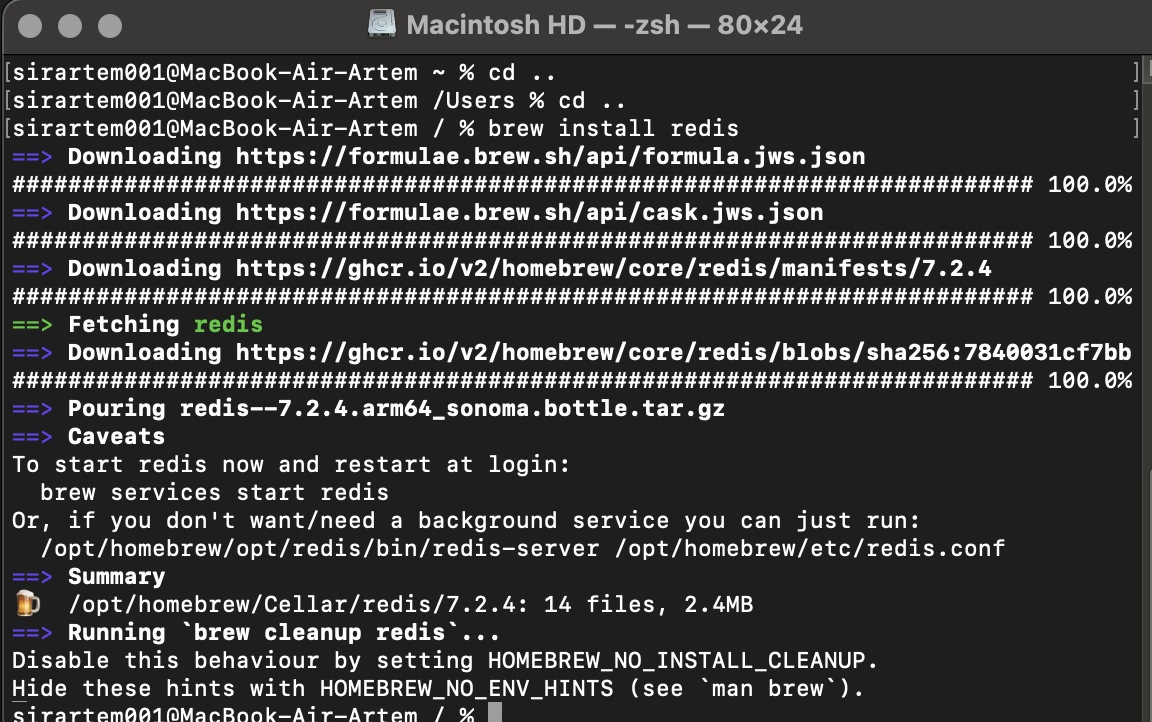 Macintosh HD — -zsh — 80×24
[sirartem001@MacBook-Air-Artem ~ % cd ..                                        ]
[sirartem001@MacBook-Air-Artem /Users % cd ..                                   ]
[sirartem001@MacBook-Air-Artem / % brew install redis                           ]
==> Downloading https://formulae.brew.sh/api/formula.jws.json
######################################################################### 100.0%
==> Downloading https://formulae.brew.sh/api/cask.jws.json
######################################################################### 100.0%
==> Downloading https://ghcr.io/v2/homebrew/core/redis/manifests/7.2.4
######################################################################### 100.0%
==> Fetching redis
==> Downloading https://ghcr.io/v2/homebrew/core/redis/blobs/sha256:7840031cf7bb
######################################################################### 100.0%
==> Pouring redis--7.2.4.arm64_sonoma.bottle.tar.gz
==> Caveats
To start redis now and restart at login:
  brew services start redis
Or, if you don't want/need a background service you can just run:
  /opt/homebrew/opt/redis/bin/redis-server /opt/homebrew/etc/redis.conf
==> Summary
🍺  /opt/homebrew/Cellar/redis/7.2.4: 14 files, 2.4MB
==> Running `brew cleanup redis`...
Disable this behaviour by setting HOMEBREW_NO_INSTALL_CLEANUP.
Hide these hints with HOMEBREW_NO_ENV_HINTS (see `man brew`).
sirartem001@MacBook-Air-Artem / %